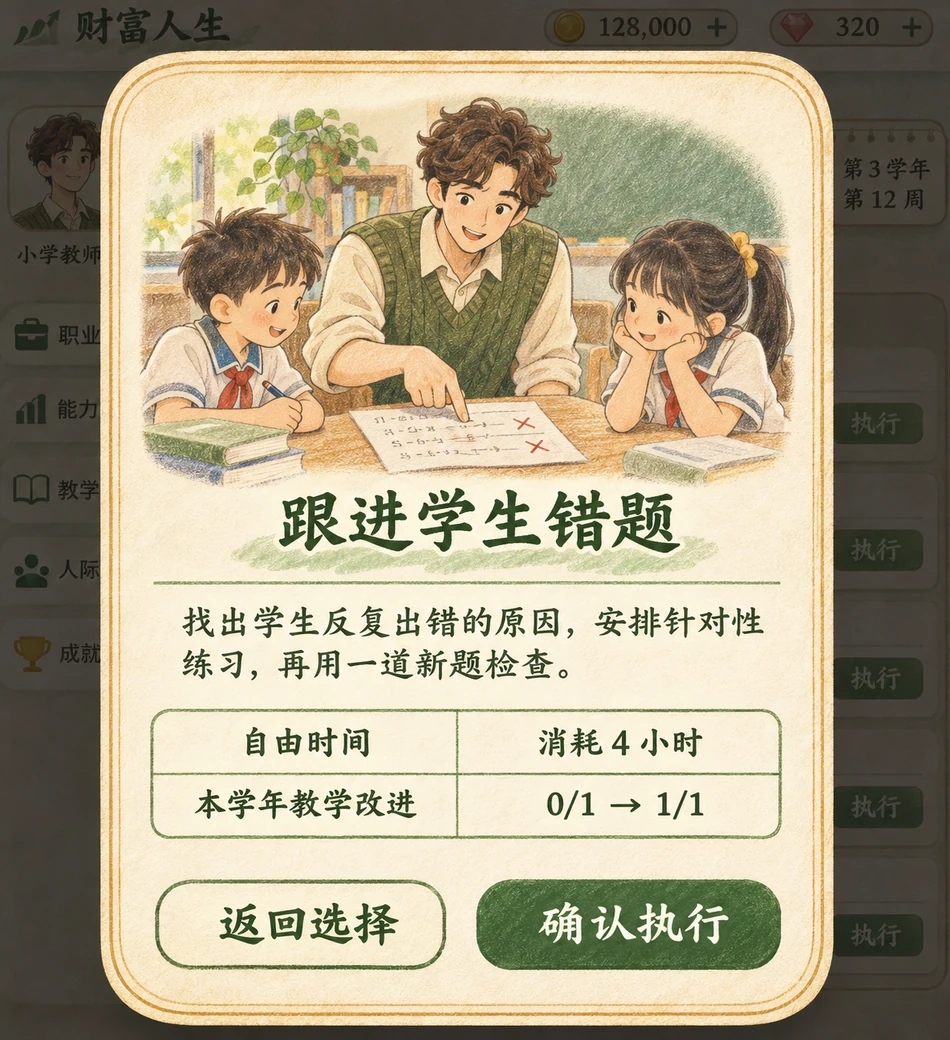 财富人生
128,000 +
320 +
小学教师
第3学年
第12周
职业
能力
教学
人际
成就
执行
执行
执行
执行
执行
跟进学生错题
找出学生反复出错的原因，安排针对性
练习，再用一道新题检查。
自由时间
消耗 4 小时
本学年教学改进
0/1 → 1/1
返回选择
确认执行